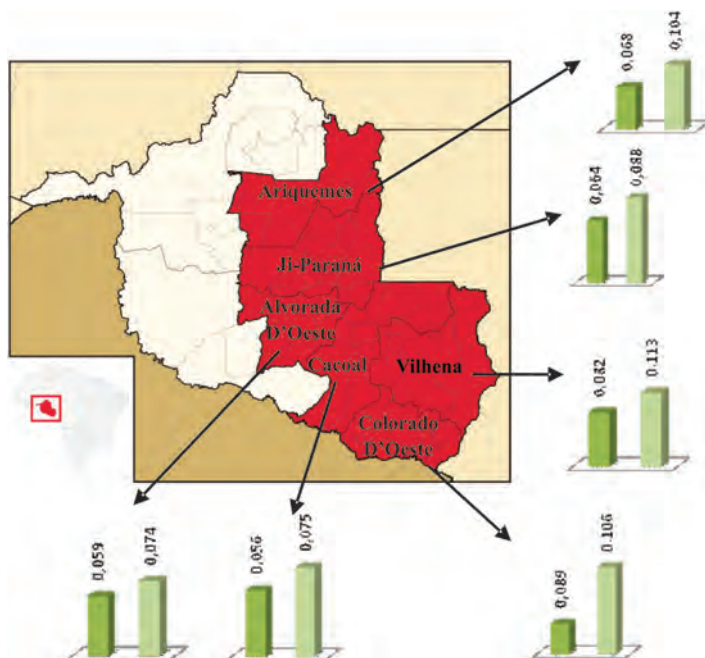 0,068
0,104
Ariquemes
0,064
0,088
Ji-Paraná
Alvorada
D'Oeste
Cacoal
Vilhena
0,082
0,113
Colorado
D'Oeste
0,059
0,074
0,056
0,075
0,089
0,106